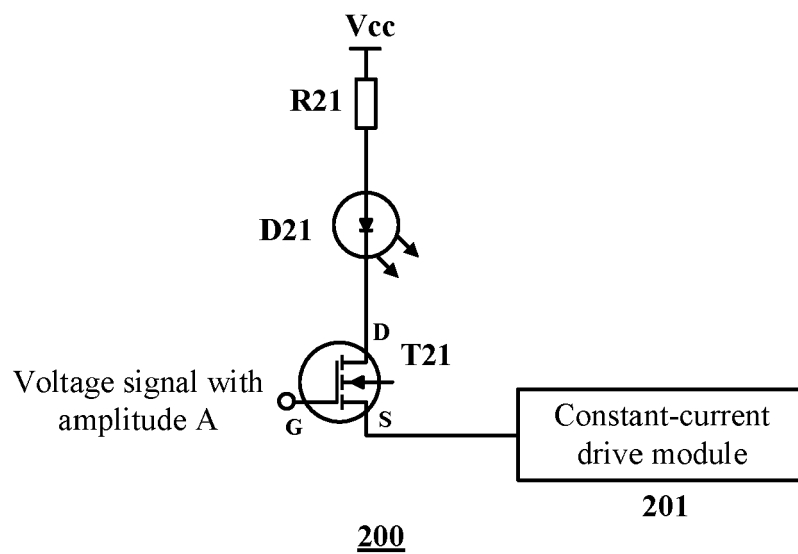 Vcc
R21
D21
D
T21
Voltage signal with
amplitude A
G
S
Constant-current
drive module
201
200